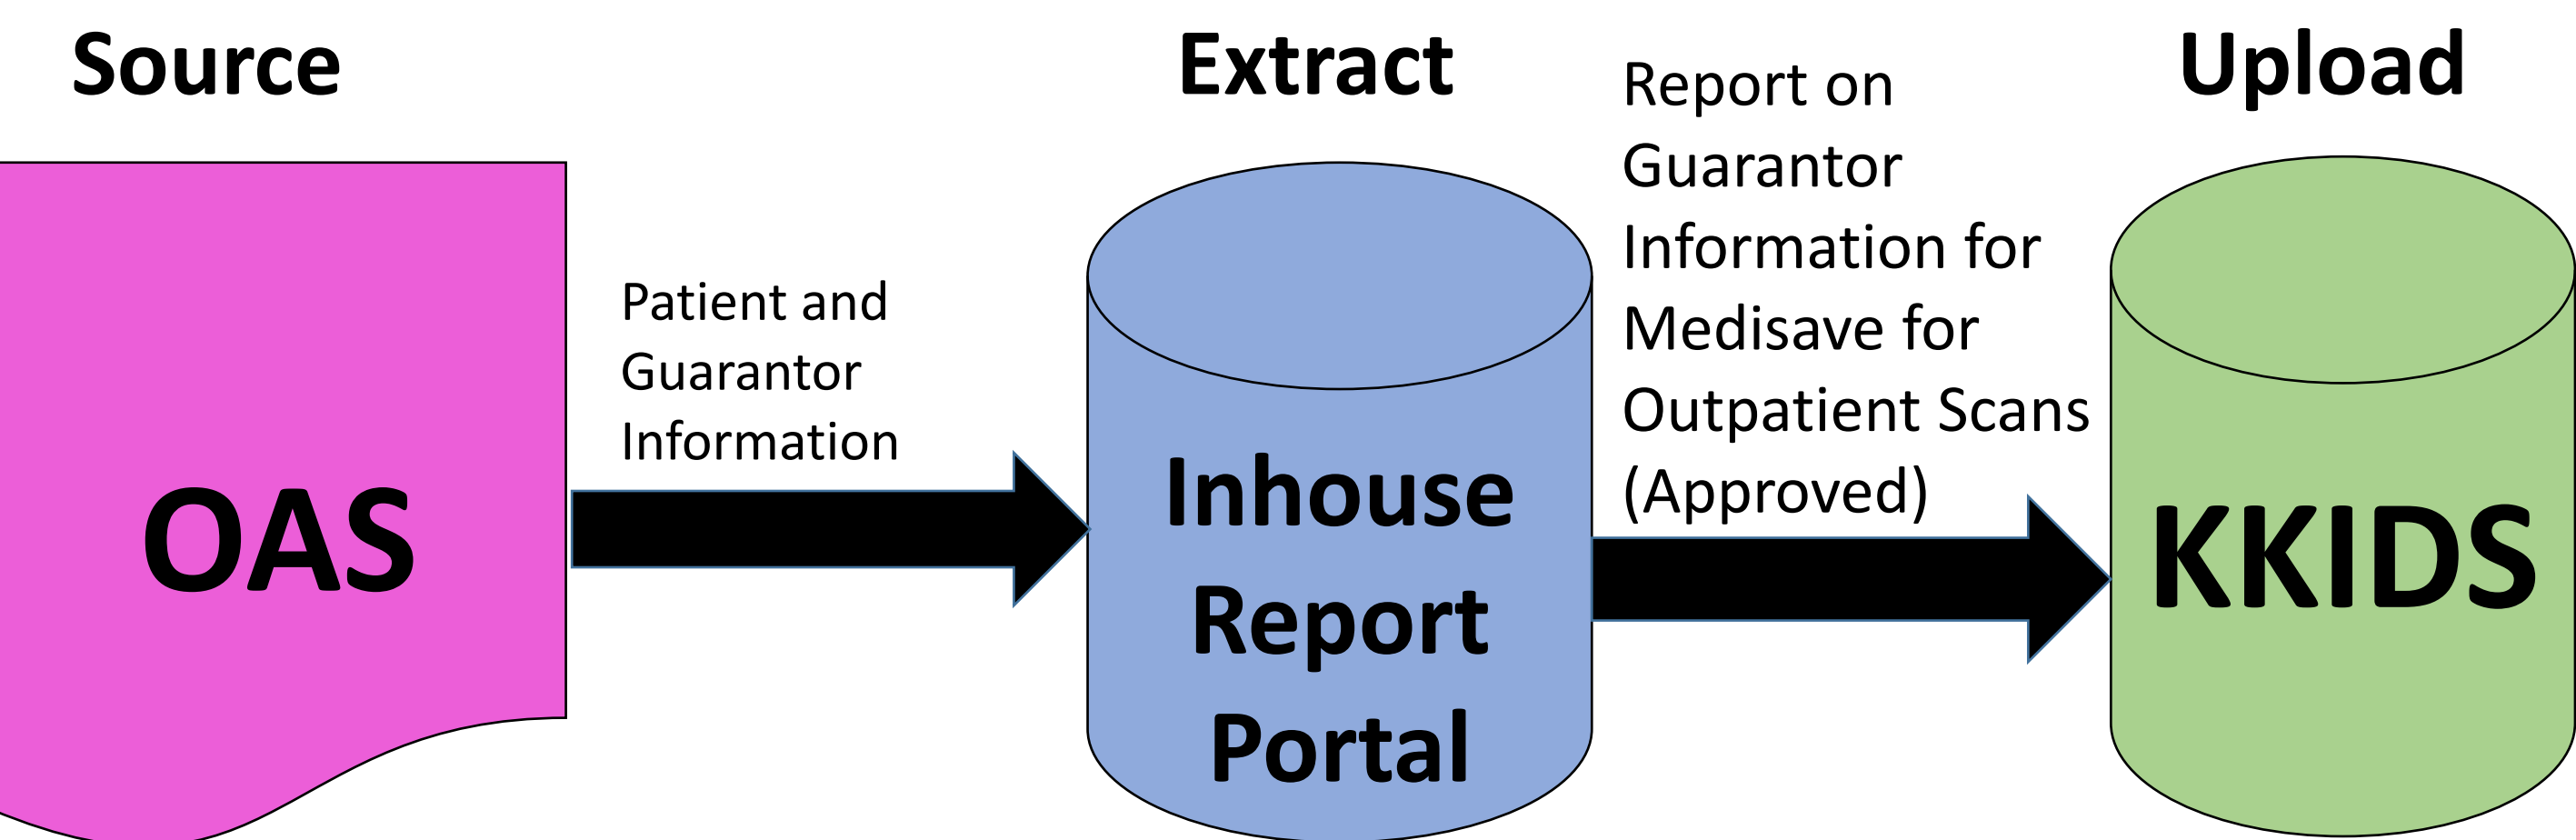 Source
OAS
Patient and
Guarantor
Information
Extract
Inhouse
Report
Portal
Report on
Guarantor
Information for
Medisave for
Outpatient Scans
(Approved)
Upload
KKIDS